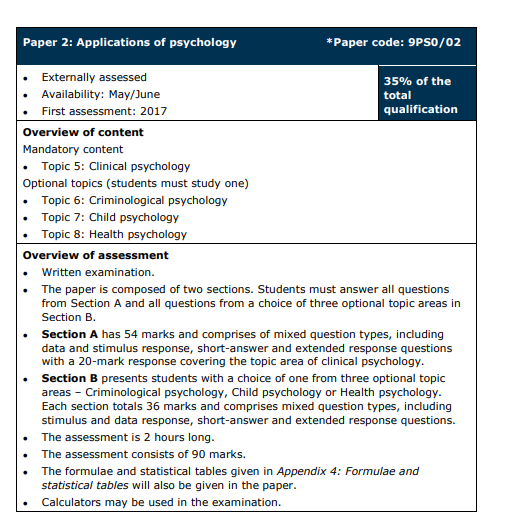 Paper 2: Applications of psychology *Paper code: 9PS0/02
• Externally assessed
• Availability: May/June
• First assessment: 2017
35% of the
total
qualification
Overview of content
Mandatory content
• Topic 5: Clinical psychology
Optional topics (students must study one)
• Topic 6: Criminological psychology
• Topic 7: Child psychology
• Topic 8: Health psychology
Overview of assessment
• Written examination.
• The paper is composed of two sections. Students must answer all questions
from Section A and all questions from a choice of three optional topic areas in
Section B.
• Section A has 54 marks and comprises of mixed question types, including
data and stimulus response, short-answer and extended response questions
with a 20-mark response covering the topic area of clinical psychology.
• Section B presents students with a choice of one from three optional topic
areas – Criminological psychology, Child psychology or Health psychology.
Each section totals 36 marks and comprises mixed question types, including
stimulus and data response, short-answer and extended response questions.
• The assessment is 2 hours long.
• The assessment consists of 90 marks.
• The formulae and statistical tables given in Appendix 4: Formulae and
statistical tables will also be given in the paper.
• Calculators may be used in the examination.